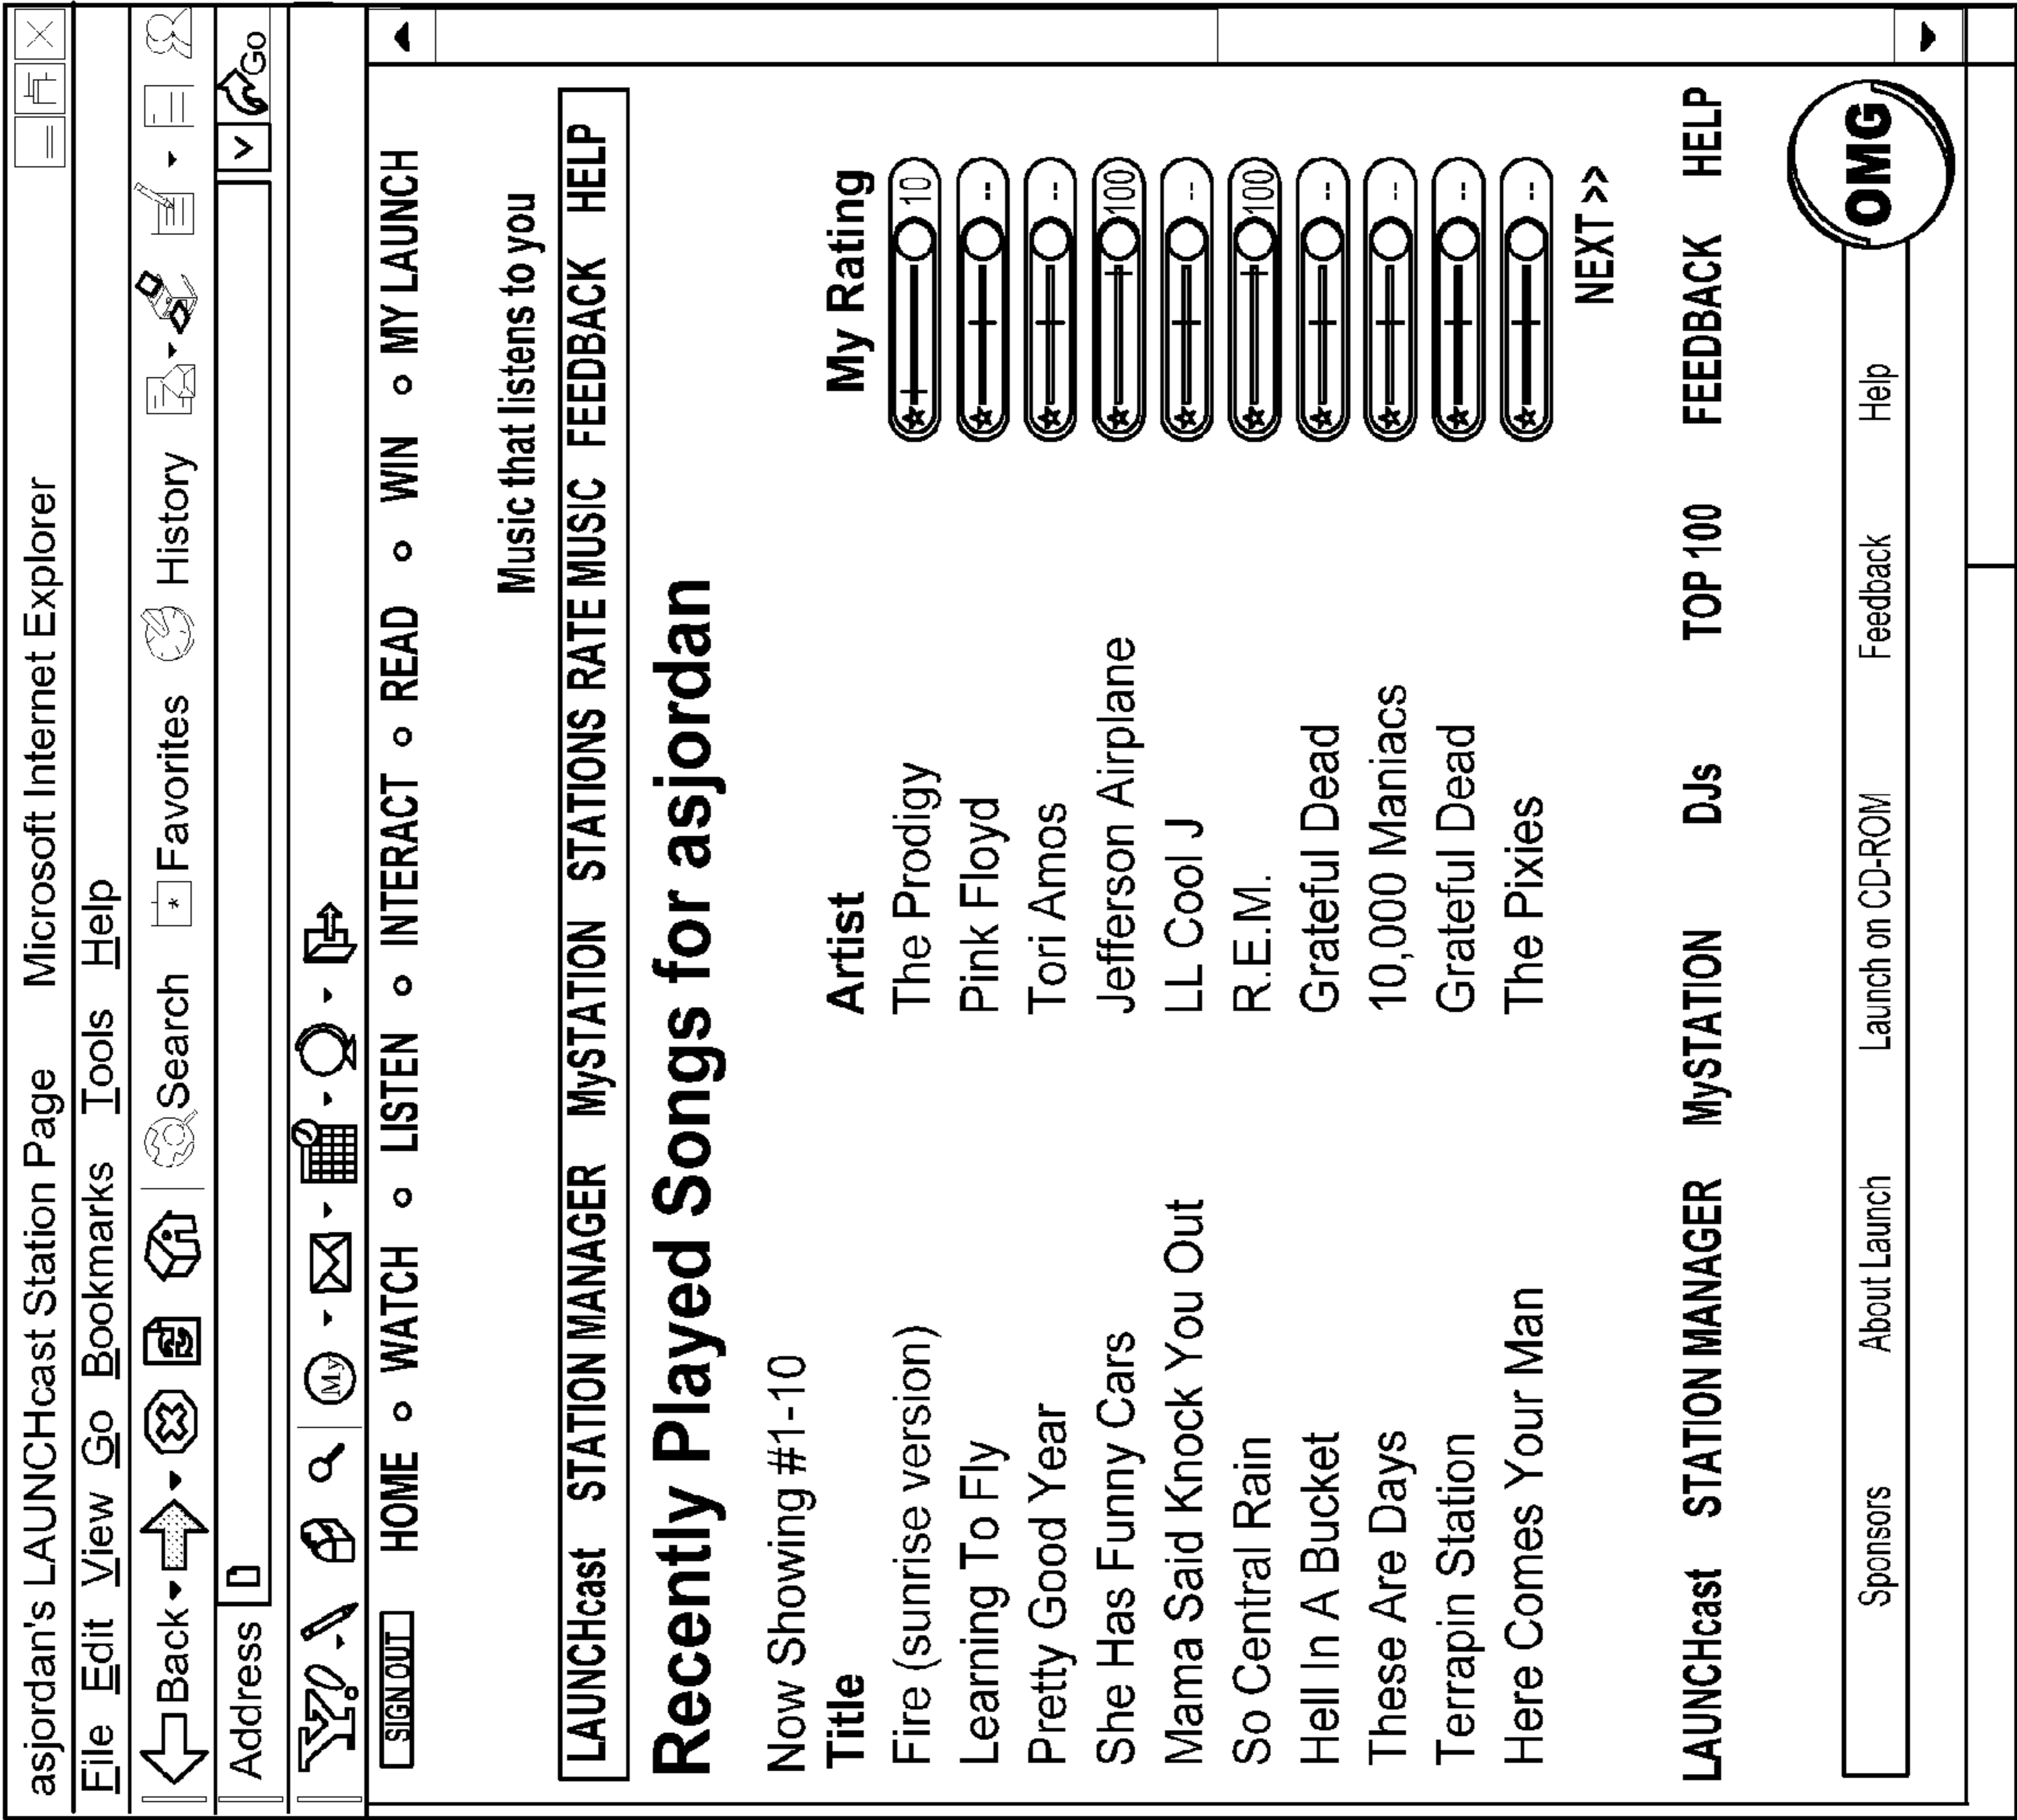 asjordan's LAUNCHcast Station Page Microsoft Internet Explorer
File Edit View Go Bookmarks Tools Help
Back Search Favorites History
Address Go
Y! My
SIGN OUT HOME WATCH LISTEN INTERACT READ WIN MY LAUNCH
Music that listens to you
LAUNCHcast STATION MANAGER MySTATION STATIONS RATE MUSIC FEEDBACK HELP
Recently Played Songs for asjordan
Now Showing #1-10
Title Artist My Rating
Fire (sunrise version) The Prodigy 10
Learning To Fly Pink Floyd --
Pretty Good Year Tori Amos --
She Has Funny Cars Jefferson Airplane 100
Mama Said Knock You Out LL Cool J --
So Central Rain R.E.M. 100
Hell In A Bucket Grateful Dead --
These Are Days 10,000 Maniacs --
Terrapin Station Grateful Dead --
Here Comes Your Man The Pixies --
NEXT >>
LAUNCHcast STATION MANAGER MySTATION DJs TOP 100 FEEDBACK HELP
Sponsors About Launch Launch on CD-ROM Feedback Help OMG